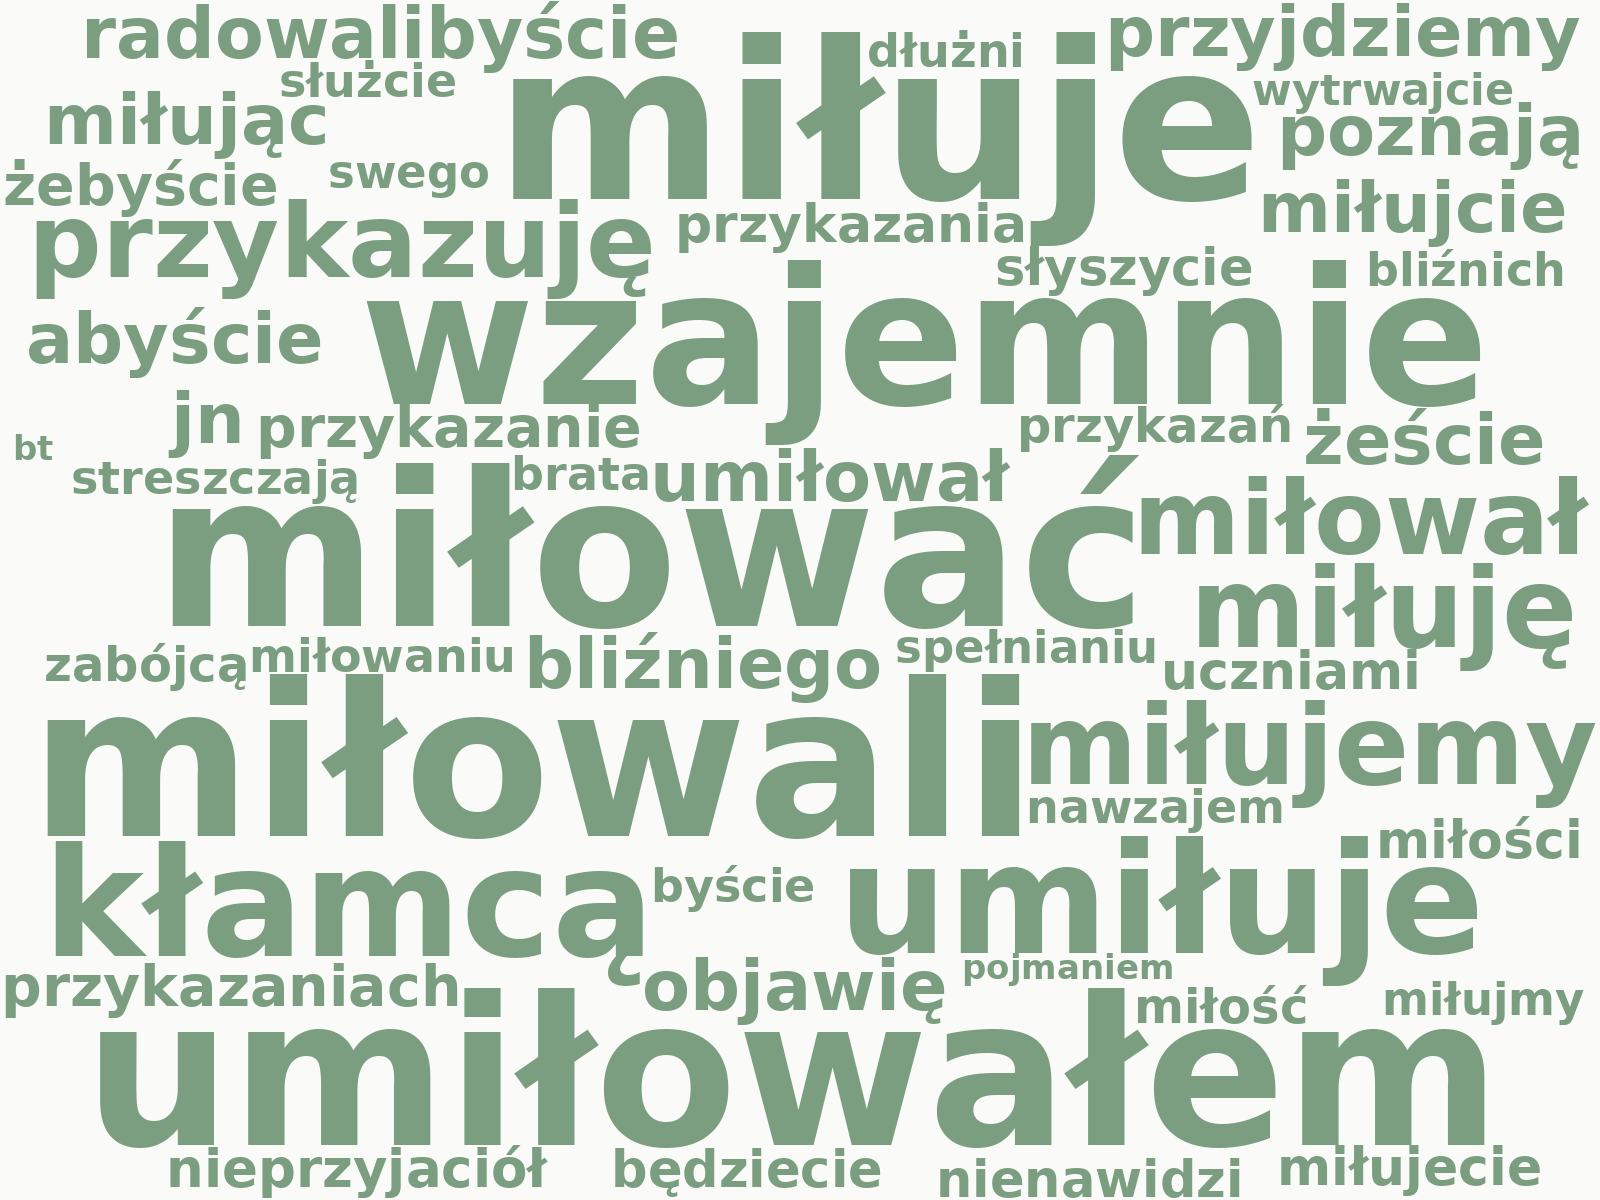 radowalibyście
dłużni
przyjdziemy
służcie
miłuje
wytrwajcie
miłując
poznają
swego
żebyście
miłujcie
przykazuję
przykazania
słyszycie
bliźnich
abyście
wzajemnie
jn
przykazanie
przykazań
żeście
bt
streszczają
brata
umiłował
miłować
miłował
miłuję
zabójcą
miłowaniu
bliźniego
spełnianiu
uczniami
miłowali
miłujemy
nawzajem
miłości
kłamcą
byście
umiłuje
przykazaniach
objawię
pojmaniem
miłość
miłujmy
umiłowałem
nieprzyjaciół
będziecie
nienawidzi
miłujecie